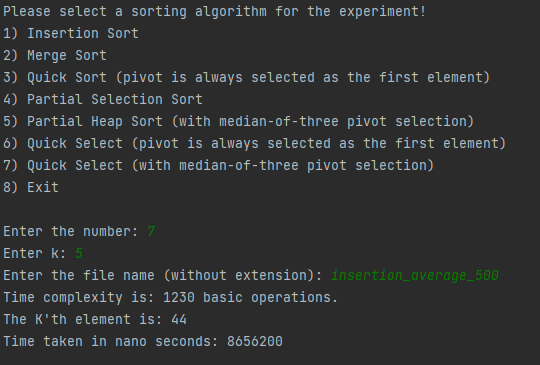 Please select a sorting algorithm for the experiment!
1) Insertion Sort
2) Merge Sort
3) Quick Sort (pivot is always selected as the first element)
4) Partial Selection Sort
5) Partial Heap Sort (with median-of-three pivot selection)
6) Quick Select (pivot is always selected as the first element)
7) Quick Select (with median-of-three pivot selection)
8) Exit
Enter the number: 7
Enter k: 5
Enter the file name (without extension): insertion_average_500
Time complexity is: 1230 basic operations.
The K'th element is: 44
Time taken in nano seconds: 8656200